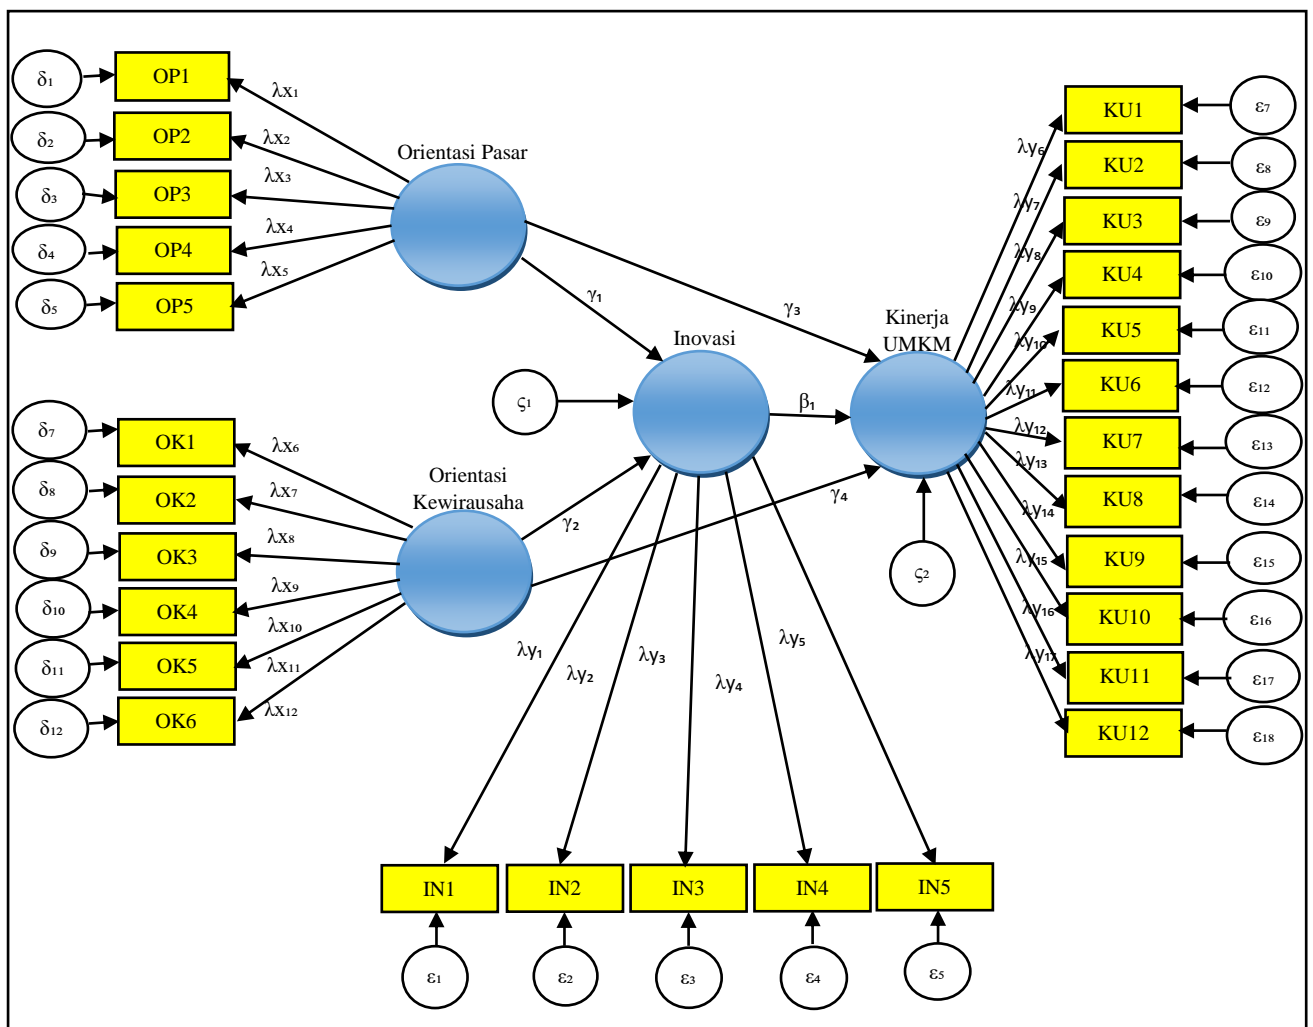 δ₁
OP1
λx₁
δ₂
OP2
λx₂
δ₃
OP3
λx₃
δ₄
OP4
λx₄
δ₅
OP5
λx₅
Orientasi Pasar
δ₇
OK1
λx₆
δ₈
OK2
λx₇
δ₉
OK3
λx₈
δ₁₀
OK4
λx₉
δ₁₁
OK5
λx₁₀
λx₁₁
δ₁₂
OK6
λx₁₂
Orientasi
Kewirausaha
γ₁
γ₃
γ₂
γ₄
ς₁
Inovasi
β₁
Kinerja
UMKM
ς₂
λy₁
λy₂
λy₃
λy₄
λy₅
IN1
IN2
IN3
IN4
IN5
ε₁
ε₂
ε₃
ε₄
ε₅
λy₆
KU1
ε₇
λy₇
KU2
ε₈
λy₈
KU3
ε₉
λy₉
KU4
ε₁₀
λy₁₀
KU5
ε₁₁
λy₁₁
KU6
ε₁₂
λy₁₂
KU7
ε₁₃
λy₁₃
KU8
ε₁₄
λy₁₄
KU9
ε₁₅
λy₁₅
KU10
ε₁₆
λy₁₆
KU11
ε₁₇
λy₁₇
KU12
ε₁₈